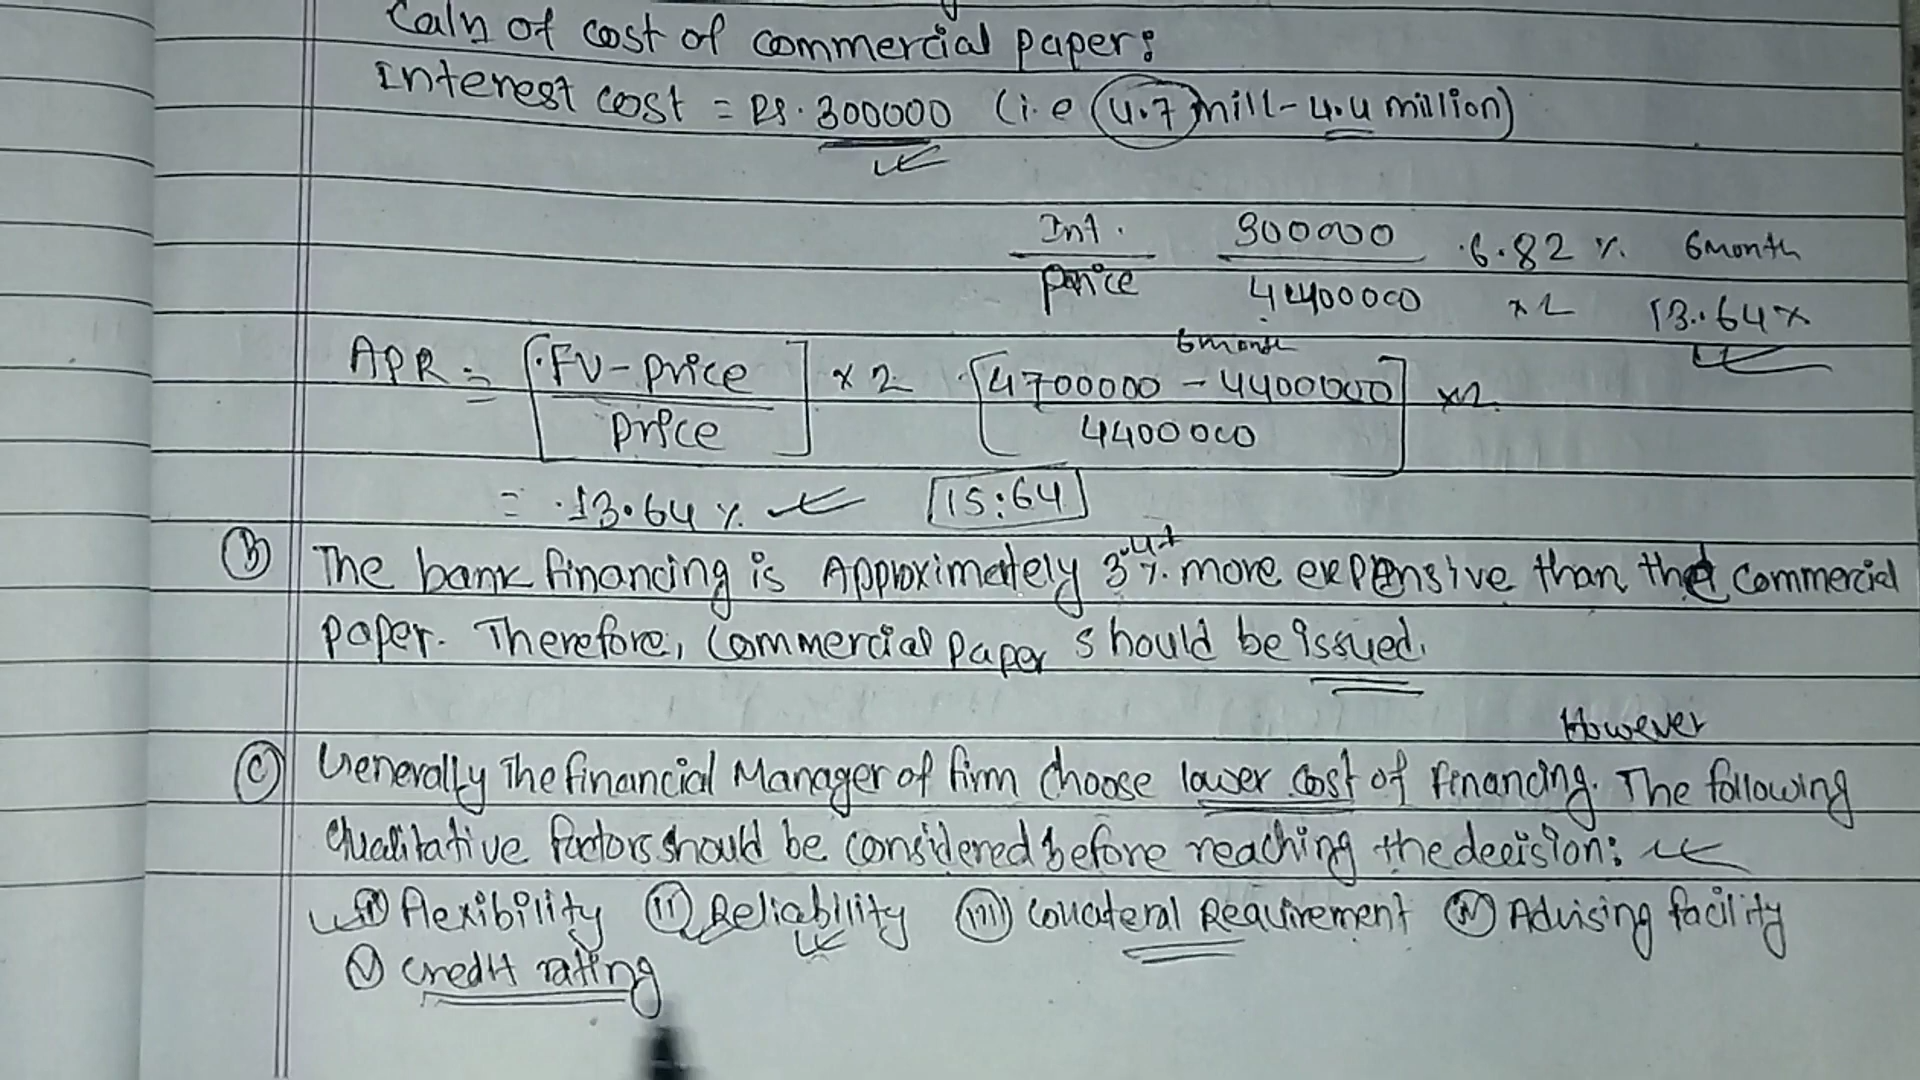 Caln of cost of commercial paper:
Interest cost = Rs. 300000 (i.e 4.7 mill - 4.4 million)
Int. 300000 6.82 % 6 month
price 4400000 x2 13.64%
6 month
APR = [FV - price / price] x 2 [4700000 - 4400000 / 4400000] x2
= 13.64 % [15:64]
(b) The bank financing is Approximately 3% more expensive than the commercial
paper. Therefore, Commercial paper should be issued.
However
(c) Generally The financial Manager of firm choose lower cost of financing. The following
qualitative factors should be considered before reaching the decision:
(i) flexibility (ii) Reliability (iii) Collateral Requirement (iv) Advising facility
(v) credit rating